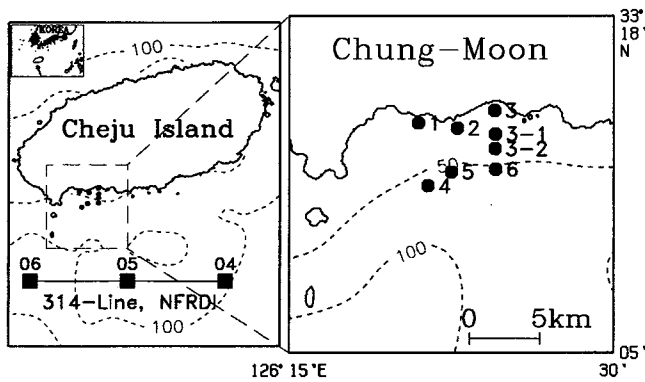 KOREA
100
Cheju Island
06 05 04
314-Line, NFRDI
100
33°
18'
N
Chung-Moon
1 2 3
3-1
3-2
50
4 5 6
100
0 5km
05'
126° 15'E 30'